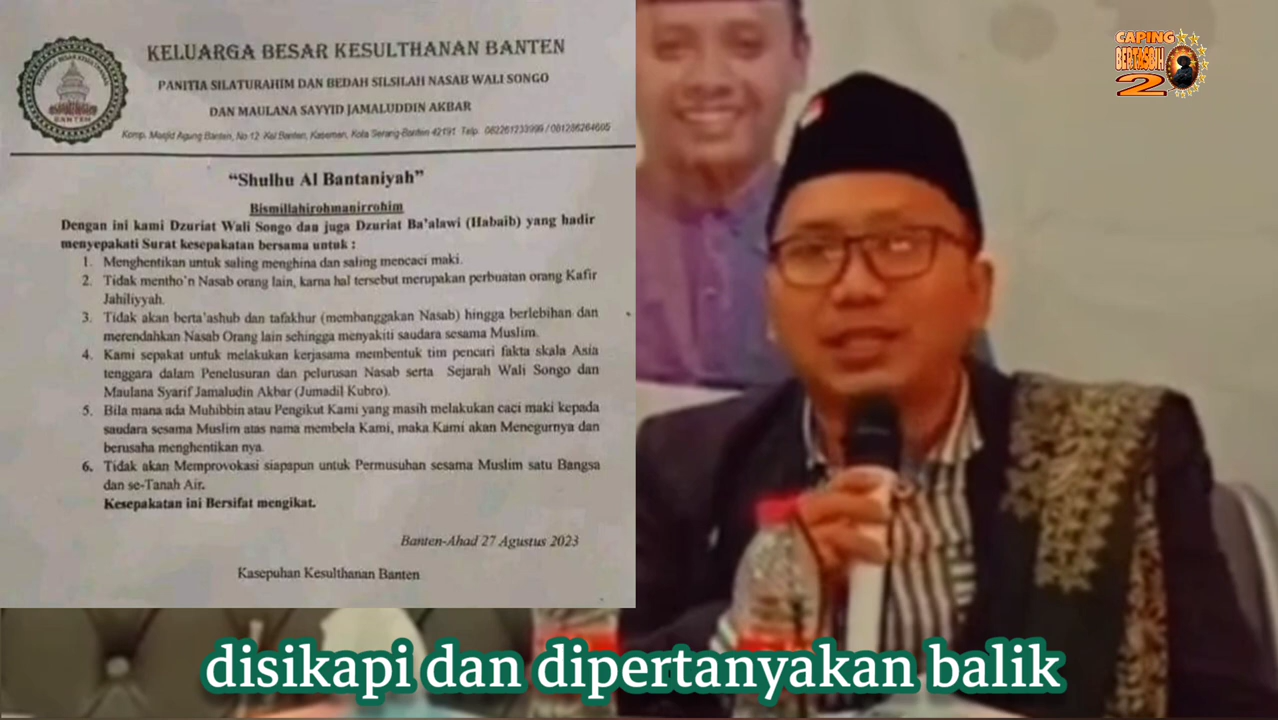 KELUARGA BESAR KESULTHANAN BANTEN
PANITIA SILATURAHIM DAN BEDAH SILSILAH NASAB WALI SONGO
DAN MAULANA SAYYID JAMALUDDIN AKBAR
Komp. Masjid Agung Banten, No 12 Kel Banten, Kasemen, Kota Serang-Banten 42191 Telp.
“Shulhu Al Bantaniyah”
Bismillahirohmanirrohim
Dengan ini kami Dzuriat Wali Songo dan juga Dzuriat Ba’alawi (Habaib) yang hadir
menyepakati Surat kesepakatan bersama untuk :
1. Menghentikan untuk saling menghina dan saling mencaci maki.
2. Tidak mentho’n Nasab orang lain, karna hal tersebut merupakan perbuatan orang Kafir
Jahiliyyah.
3. Tidak akan berta’ashub dan tafakhur (membanggakan Nasab) hingga berlebihan dan
merendahkan Nasab Orang lain sehingga menyakiti saudara sesama Muslim.
4. Kami sepakat untuk melakukan kerjasama membentuk tim pencari fakta skala Asia
tenggara dalam Penelusuran dan pelurusan Nasab serta Sejarah Wali Songo dan
Maulana Syarif Jamaludin Akbar (Jumadil Kubro).
5. Bila mana ada Muhibbin atau Pengikut Kami yang masih melakukan caci maki kepada
saudara sesama Muslim atas nama membela Kami, maka Kami akan Menegurnya dan
berusaha menghentikan nya.
6. Tidak akan Memprovokasi siapapun untuk Permusuhan sesama Muslim satu Bangsa
dan se-Tanah Air.
Kesepakatan ini Bersifat mengikat.
Banten-Ahad 27 Agustus 2023
Kasepuhan Kesulthanan Banten
CAPING
BERTASBIH
2
disikapi dan dipertanyakan balik